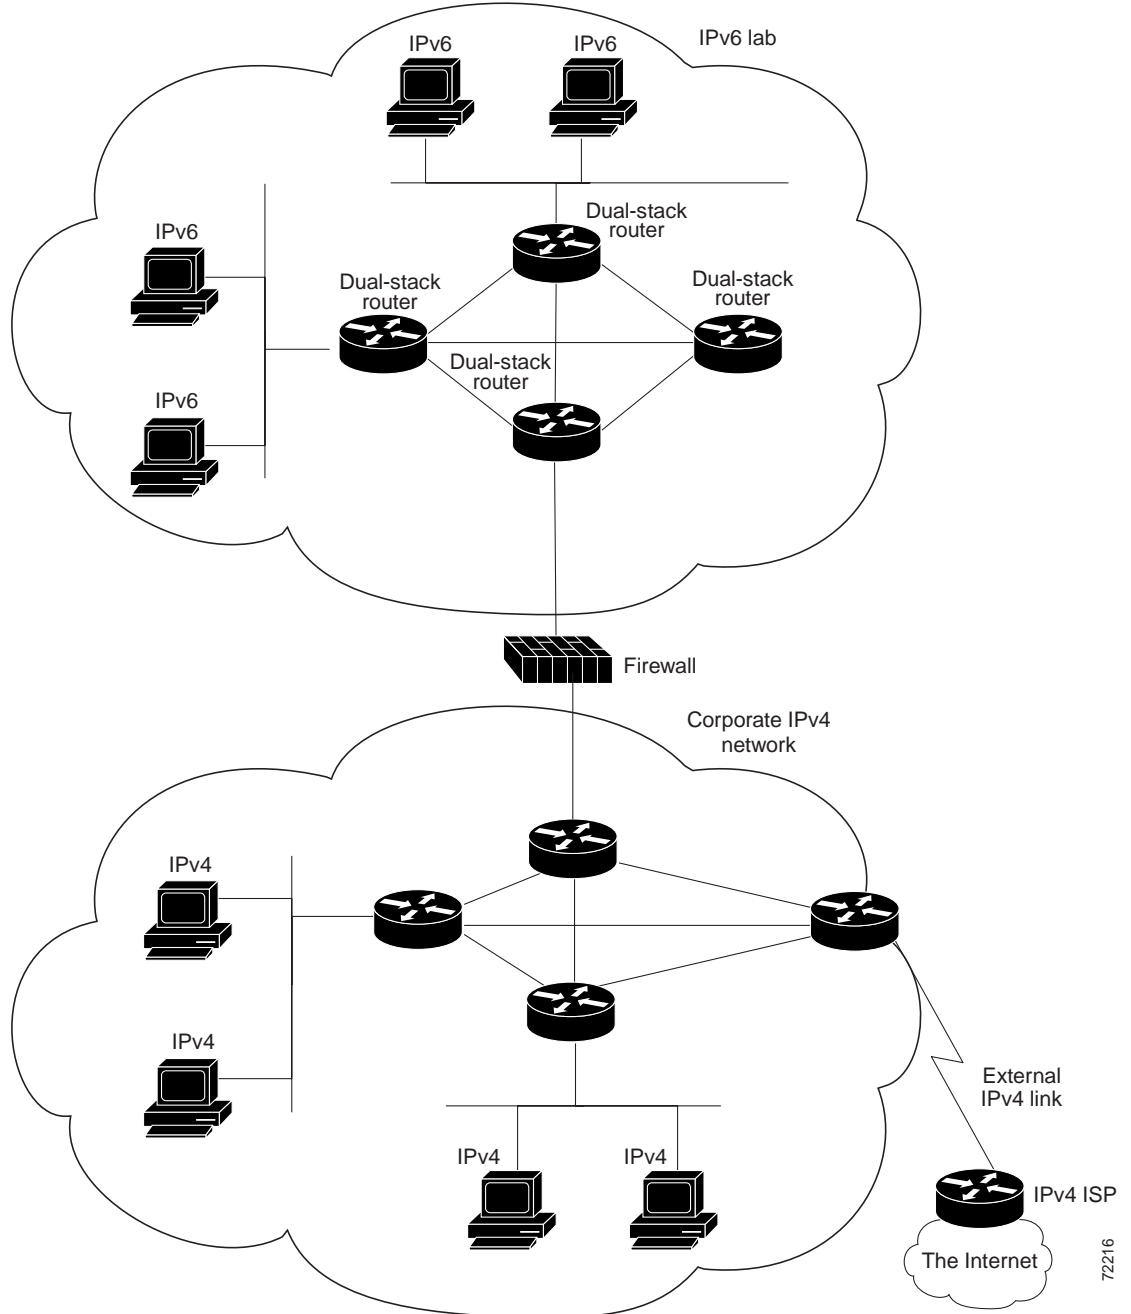 IPv6
IPv6
IPv6 lab
Dual-stack
router
IPv6
Dual-stack
router
Dual-stack
router
Dual-stack
router
IPv6
Firewall
Corporate IPv4
network
IPv4
IPv4
External
IPv4 link
IPv4
IPv4
IPv4 ISP
The Internet
72216